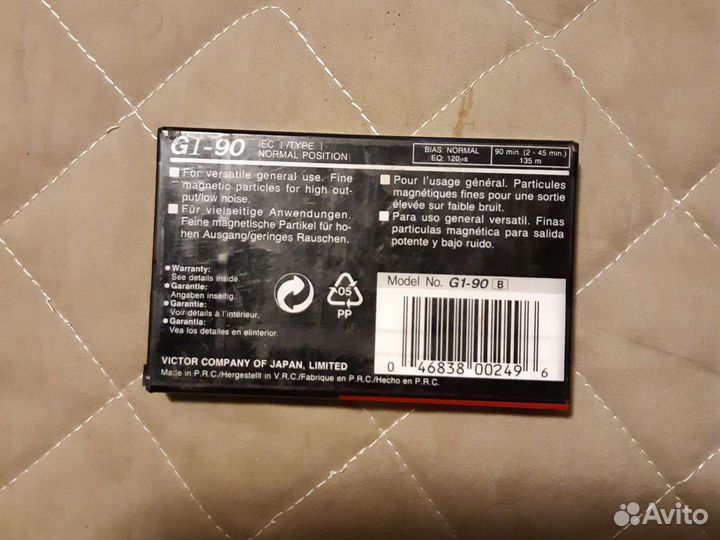 G1-90
IEC I/TYPE I
NORMAL POSITION
BIAS: NORMAL
EQ: 120µs
90 min. (2 - 45 min.)
135 m
For versatile general use. Fine
magnetic particles for high out-
put/low noise.
Für vielseitige Anwendungen.
Feine magnetische Partikel für ho-
hen Ausgang/geringes Rauschen.
Pour l'usage général. Particules
magnétiques fines pour une sortie
élevée sur faible bruit.
Para uso general versatil. Finas
particulas magnética para salida
potente y bajo ruido.
Warranty:
See details inside.
Garantie:
Angaben inseitig.
Garantie:
Voir détails à l'intérieur.
Garantia:
Vea los detalles en elinterior.
05
PP
Model No. G1-90 B
0 46838 00249 6
VICTOR COMPANY OF JAPAN, LIMITED
Made in P.R.C./Hergestellt in V.R.C./Fabrique en P.R.C./Hecho en P.R.C.
Avito